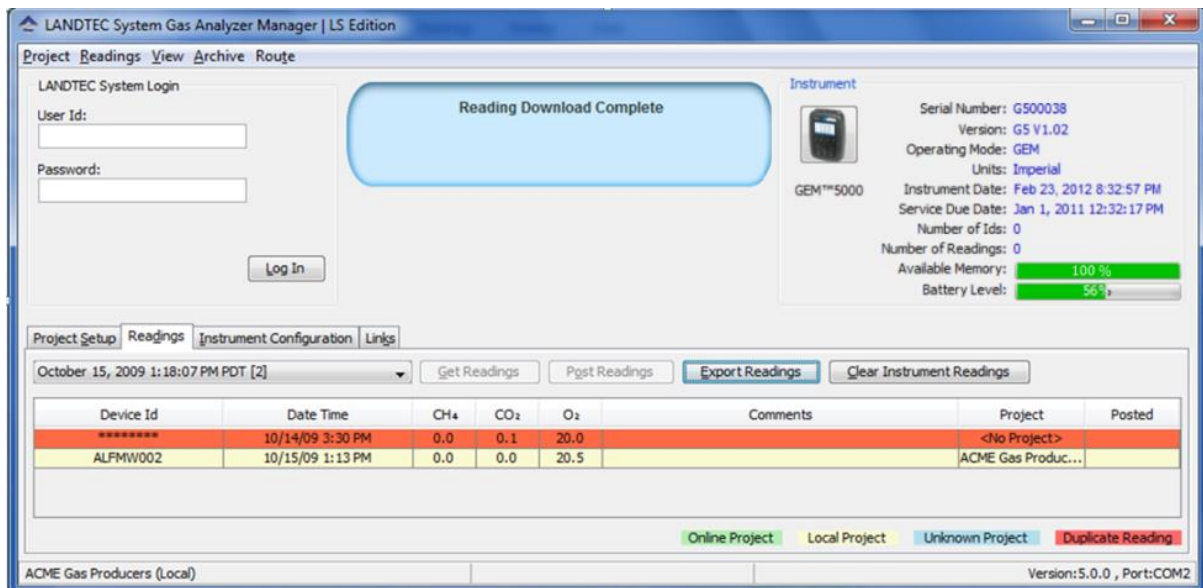 LANDTEC System Gas Analyzer Manager | LS Edition
Project Readings View Archive Route
LANDTEC System Login
User Id:
Password:
Log In
Reading Download Complete
Instrument
GEM™5000
Serial Number: G500038
Version: G5 V1.02
Operating Mode: GEM
Units: Imperial
Instrument Date: Feb 23, 2012 8:32:57 PM
Service Due Date: Jan 1, 2011 12:32:17 PM
Number of Ids: 0
Number of Readings: 0
Available Memory: 100 %
Battery Level: 56%
Project Setup Readings Instrument Configuration Links
October 15, 2009 1:18:07 PM PDT [2] Get Readings Post Readings Export Readings Clear Instrument Readings
Device Id Date Time CH₄ CO₂ O₂ Comments Project Posted
******** 10/14/09 3:30 PM 0.0 0.1 20.0 <No Project>
ALFMW002 10/15/09 1:13 PM 0.0 0.0 20.5 ACME Gas Produc...
Online Project Local Project Unknown Project Duplicate Reading
ACME Gas Producers (Local) Version:5.0.0 , Port:COM2